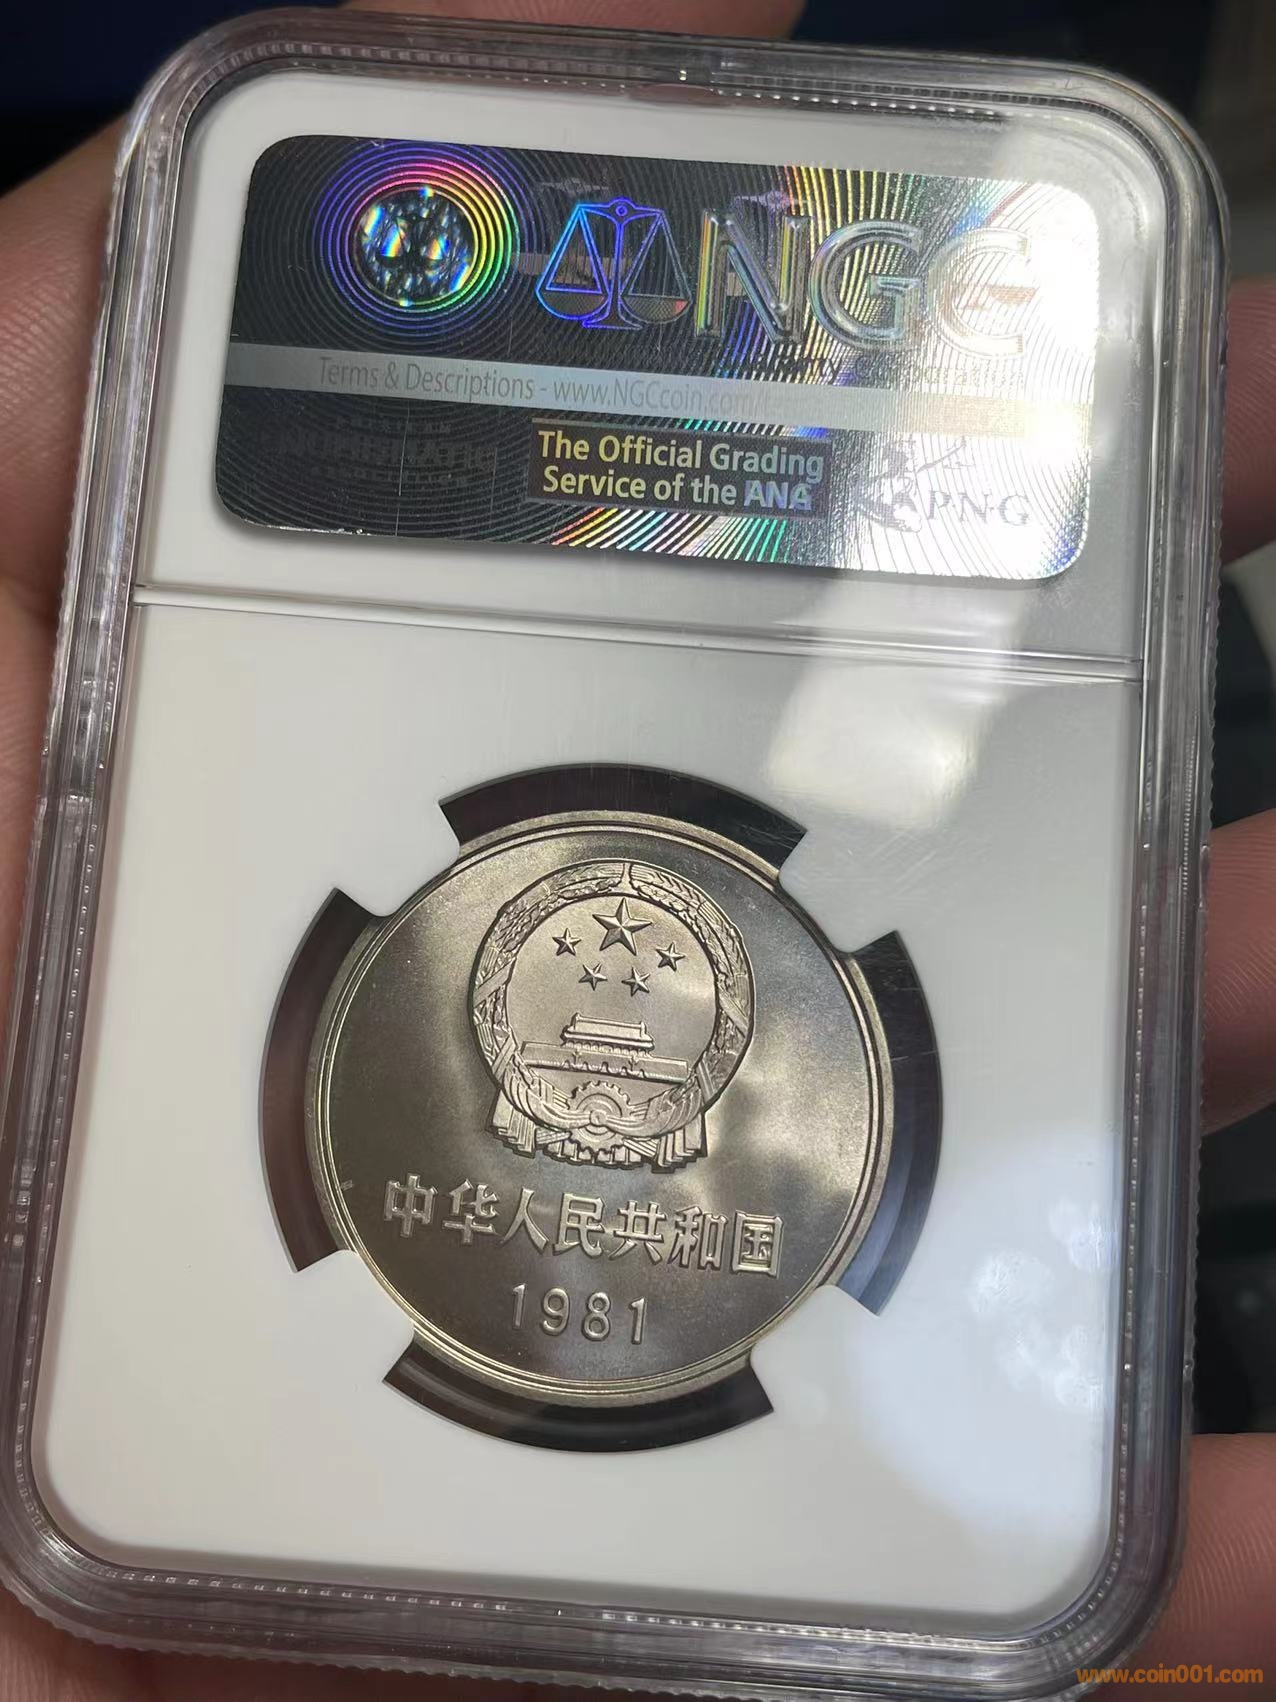 NGC
Terms & Descriptions - www.NGCcoin.com
The Official Grading
Service of the ANA
P·N·G
中华人民共和国
1981
www.coin001.com